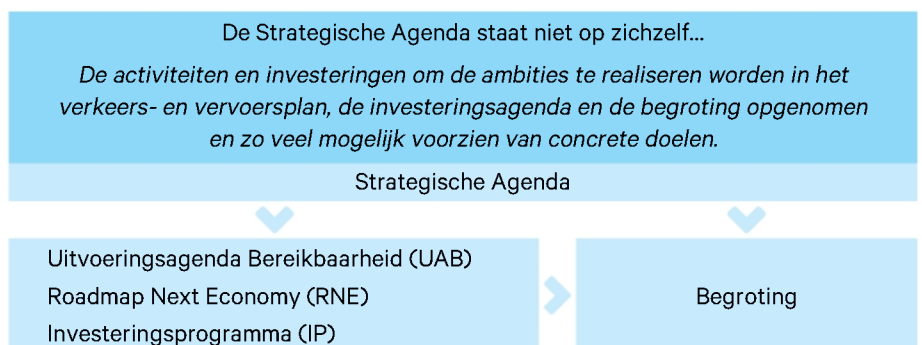 De Strategische Agenda staat niet op zichzelf...
De activiteiten en investeringen om de ambities te realiseren worden in het
verkeers- en vervoersplan, de investeringsagenda en de begroting opgenomen
en zo veel mogelijk voorzien van concrete doelen.
Strategische Agenda
Uitvoeringsagenda Bereikbaarheid (UAB)
Roadmap Next Economy (RNE)
Investeringsprogramma (IP)
Begroting